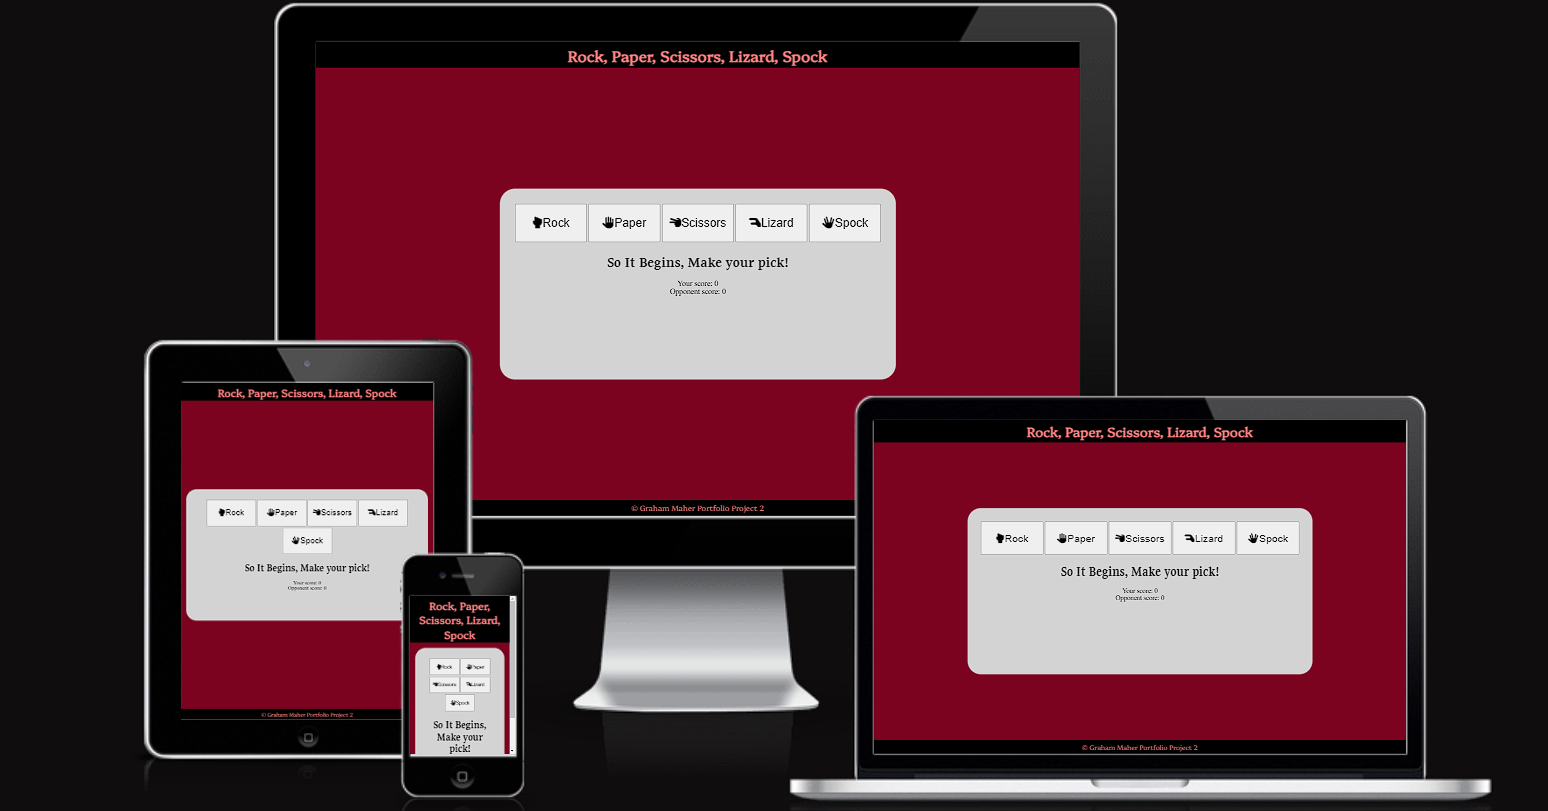 Rock, Paper, Scissors, Lizard, Spock
Rock Paper Scissors Lizard Spock
So It Begins, Make your pick!
Your score: 0
Opponent score: 0
© Graham Maher Portfolio Project 2
Rock, Paper, Scissors, Lizard, Spock
Rock Paper Scissors Lizard
Spock
So It Begins, Make your pick!
Your score: 0
Opponent score: 0
© Graham Maher Portfolio Project 2
Rock, Paper,
Scissors, Lizard,
Spock
Rock Paper
Scissors Lizard
Spock
So It Begins,
Make your
pick!
Rock, Paper, Scissors, Lizard, Spock
Rock Paper Scissors Lizard Spock
So It Begins, Make your pick!
Your score: 0
Opponent score: 0
© Graham Maher Portfolio Project 2